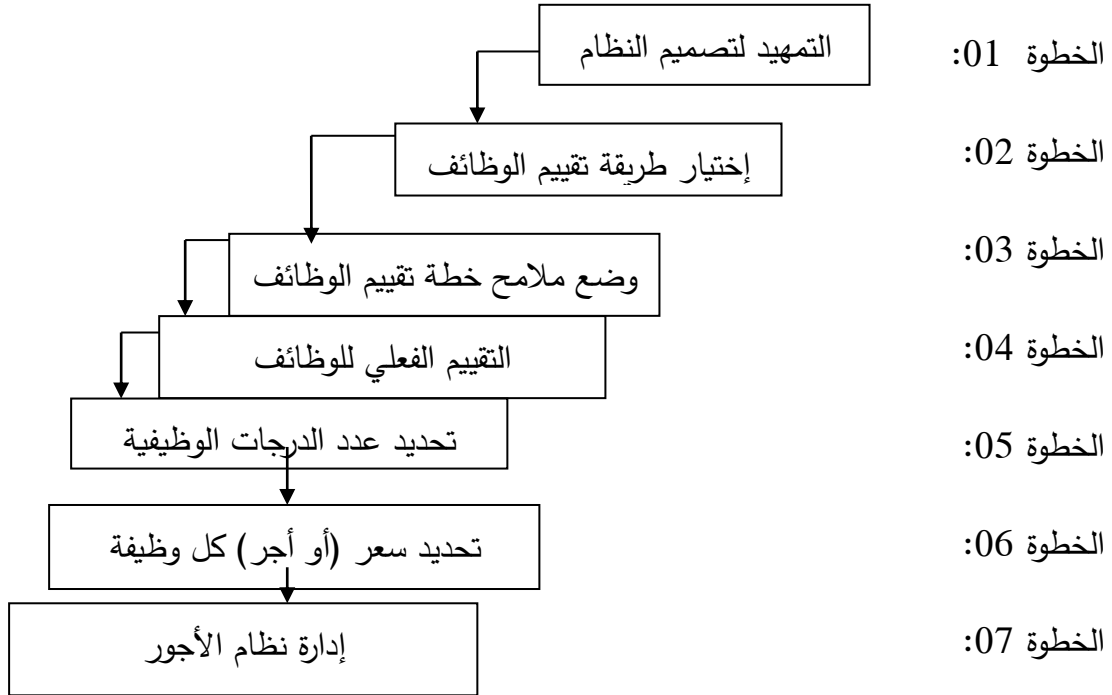 الخطوة 01:
التمهيد لتصميم النظام
الخطوة 02:
إختيار طريقة تقييم الوظائف
الخطوة 03:
وضع ملامح خطة تقييم الوظائف
الخطوة 04:
التقييم الفعلي للوظائف
الخطوة 05:
تحديد عدد الدرجات الوظيفية
الخطوة 06:
تحديد سعر (أو أجر) كل وظيفة
الخطوة 07:
إدارة نظام الأجور